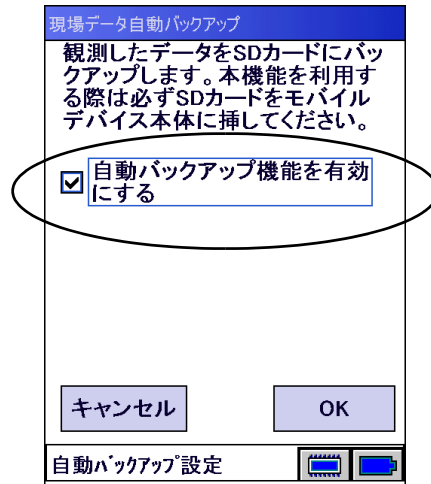 現場データ自動バックアップ
観測したデータをSDカードにバッ
クアップします。本機能を利用す
る際は必ずSDカードをモバイル
デバイス本体に挿してください。
自動バックアップ機能を有効
にする
キャンセル
OK
自動バックアップ設定